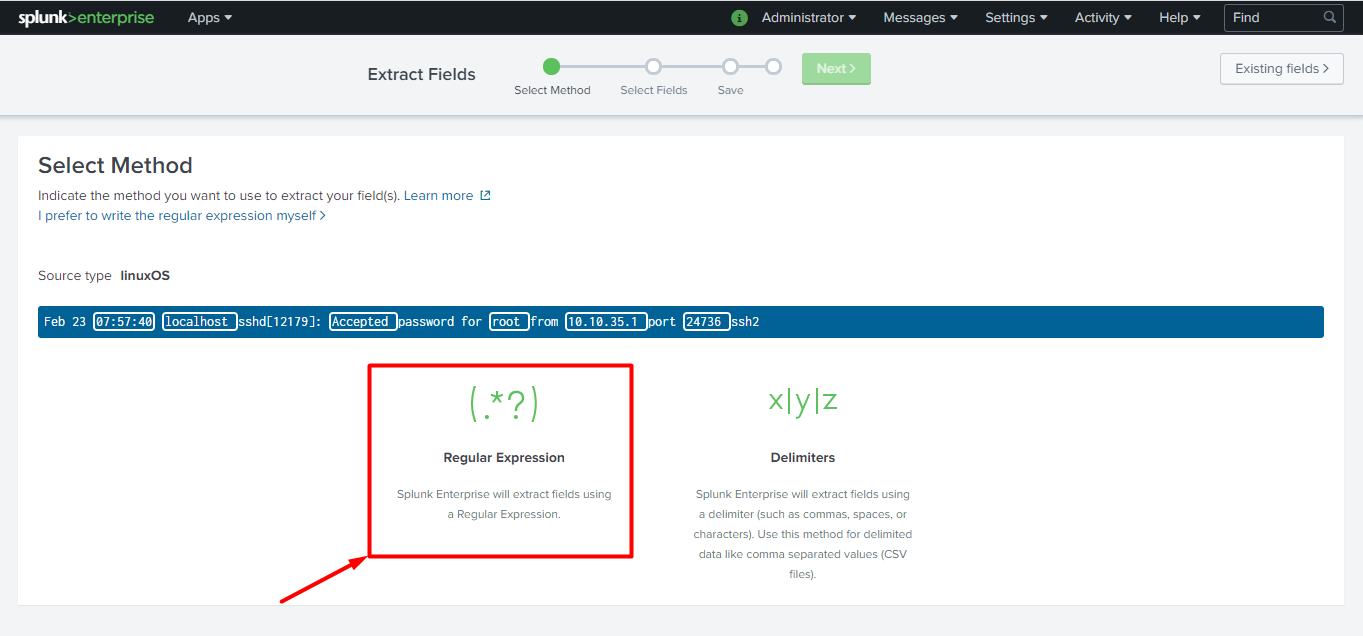 splunk>enterprise Apps i Administrator Messages Settings Activity Help Find
Extract Fields
Select Method Select Fields Save
Next >
Existing fields >
Select Method
Indicate the method you want to use to extract your field(s). Learn more
I prefer to write the regular expression myself >
Source type linuxOS
Feb 23 07:57:40 localhost sshd[12179]: Accepted password for root from 10.10.35.1 port 24736 ssh2
(.*?)
Regular Expression
Splunk Enterprise will extract fields using
a Regular Expression.
x|y|z
Delimiters
Splunk Enterprise will extract fields using
a delimiter (such as commas, spaces, or
characters). Use this method for delimited
data like comma separated values (CSV
files).